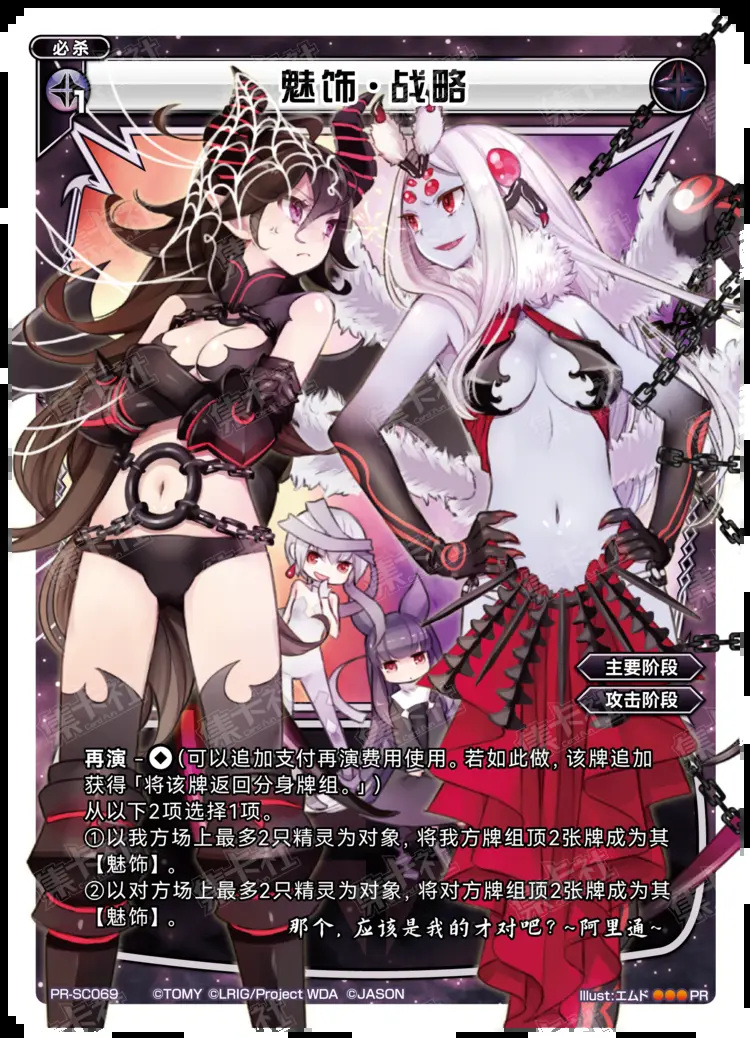 必杀
1
魅饰·战略
主要阶段
攻击阶段
再演 - ◆(可以追加支付再演费用使用。若如此做,该牌追加
获得「将该牌返回分身牌组。」)
从以下2项选择1项。
①以我方场上最多2只精灵为对象,将我方牌组顶2张牌成为其
【魅饰】。
②以对方场上最多2只精灵为对象,将对方牌组顶2张牌成为其
【魅饰】。
那个,应该是我的才对吧?~阿里通~
PR-SC069 ©TOMY ©LRIG/Project WDA ©JASON Illust:エムド PR
集卡社